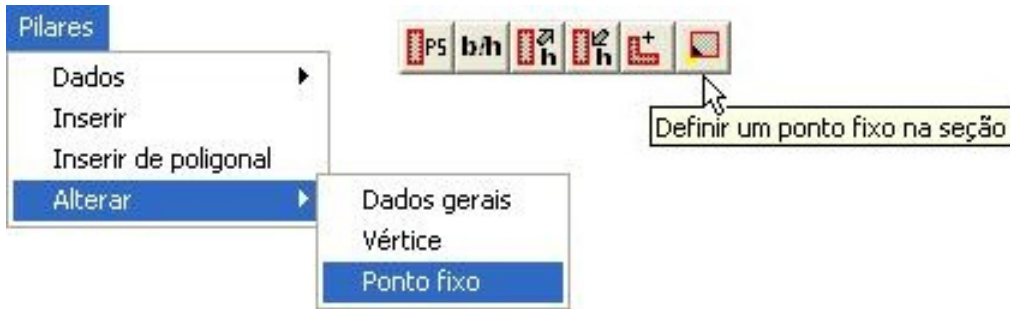 Pilares
Dados
Inserir
Inserir de poligonal
Alterar
Dados gerais
Vértice
Ponto fixo
PS b/h h h
Definir um ponto fixo na seção